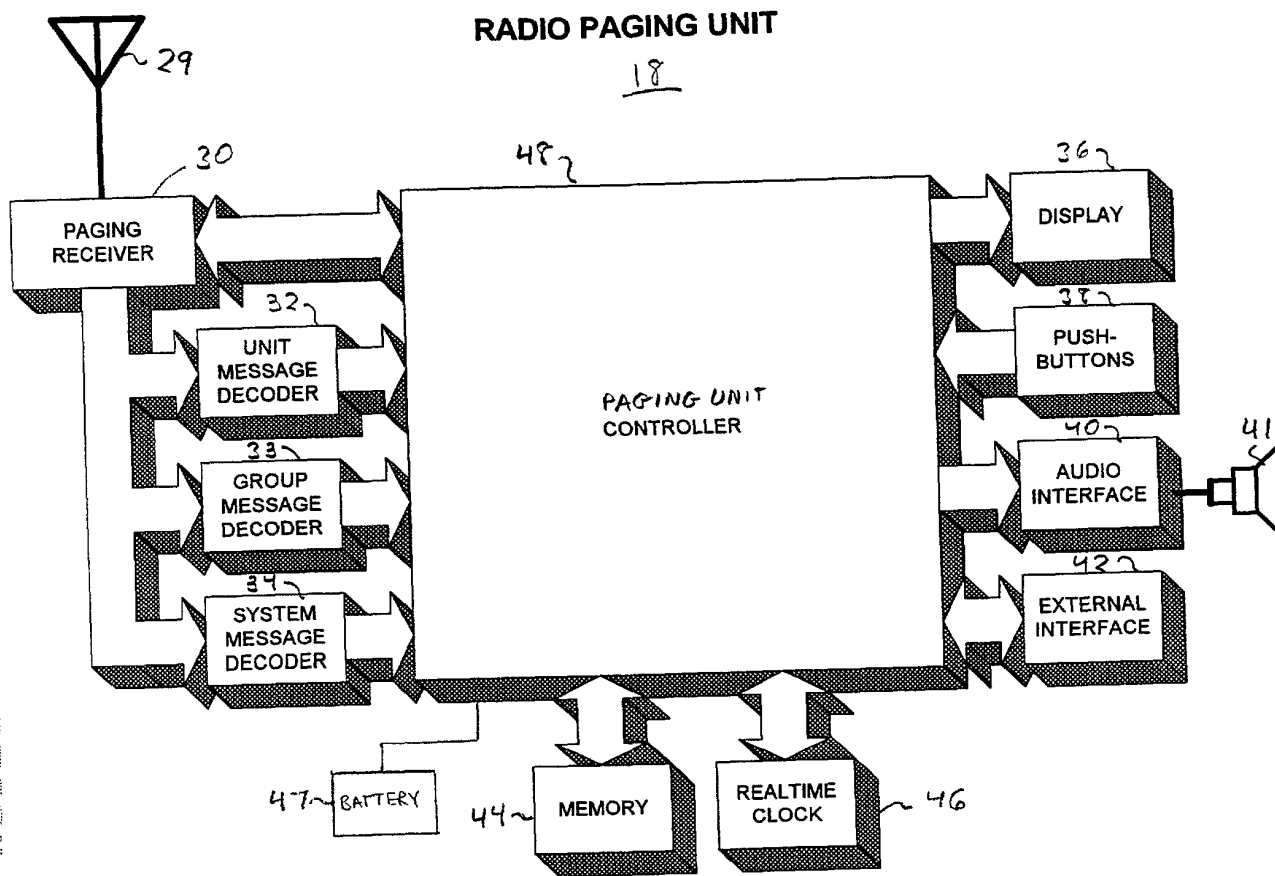 RADIO PAGING UNIT
18
29
30
48
36
PAGING
RECEIVER
DISPLAY
32
38
UNIT
MESSAGE
DECODER
PUSH-
BUTTONS
PAGING UNIT
CONTROLLER
33
40
41
GROUP
MESSAGE
DECODER
AUDIO
INTERFACE
34
42
SYSTEM
MESSAGE
DECODER
EXTERNAL
INTERFACE
47
BATTERY
44
MEMORY
REALTIME
CLOCK
46